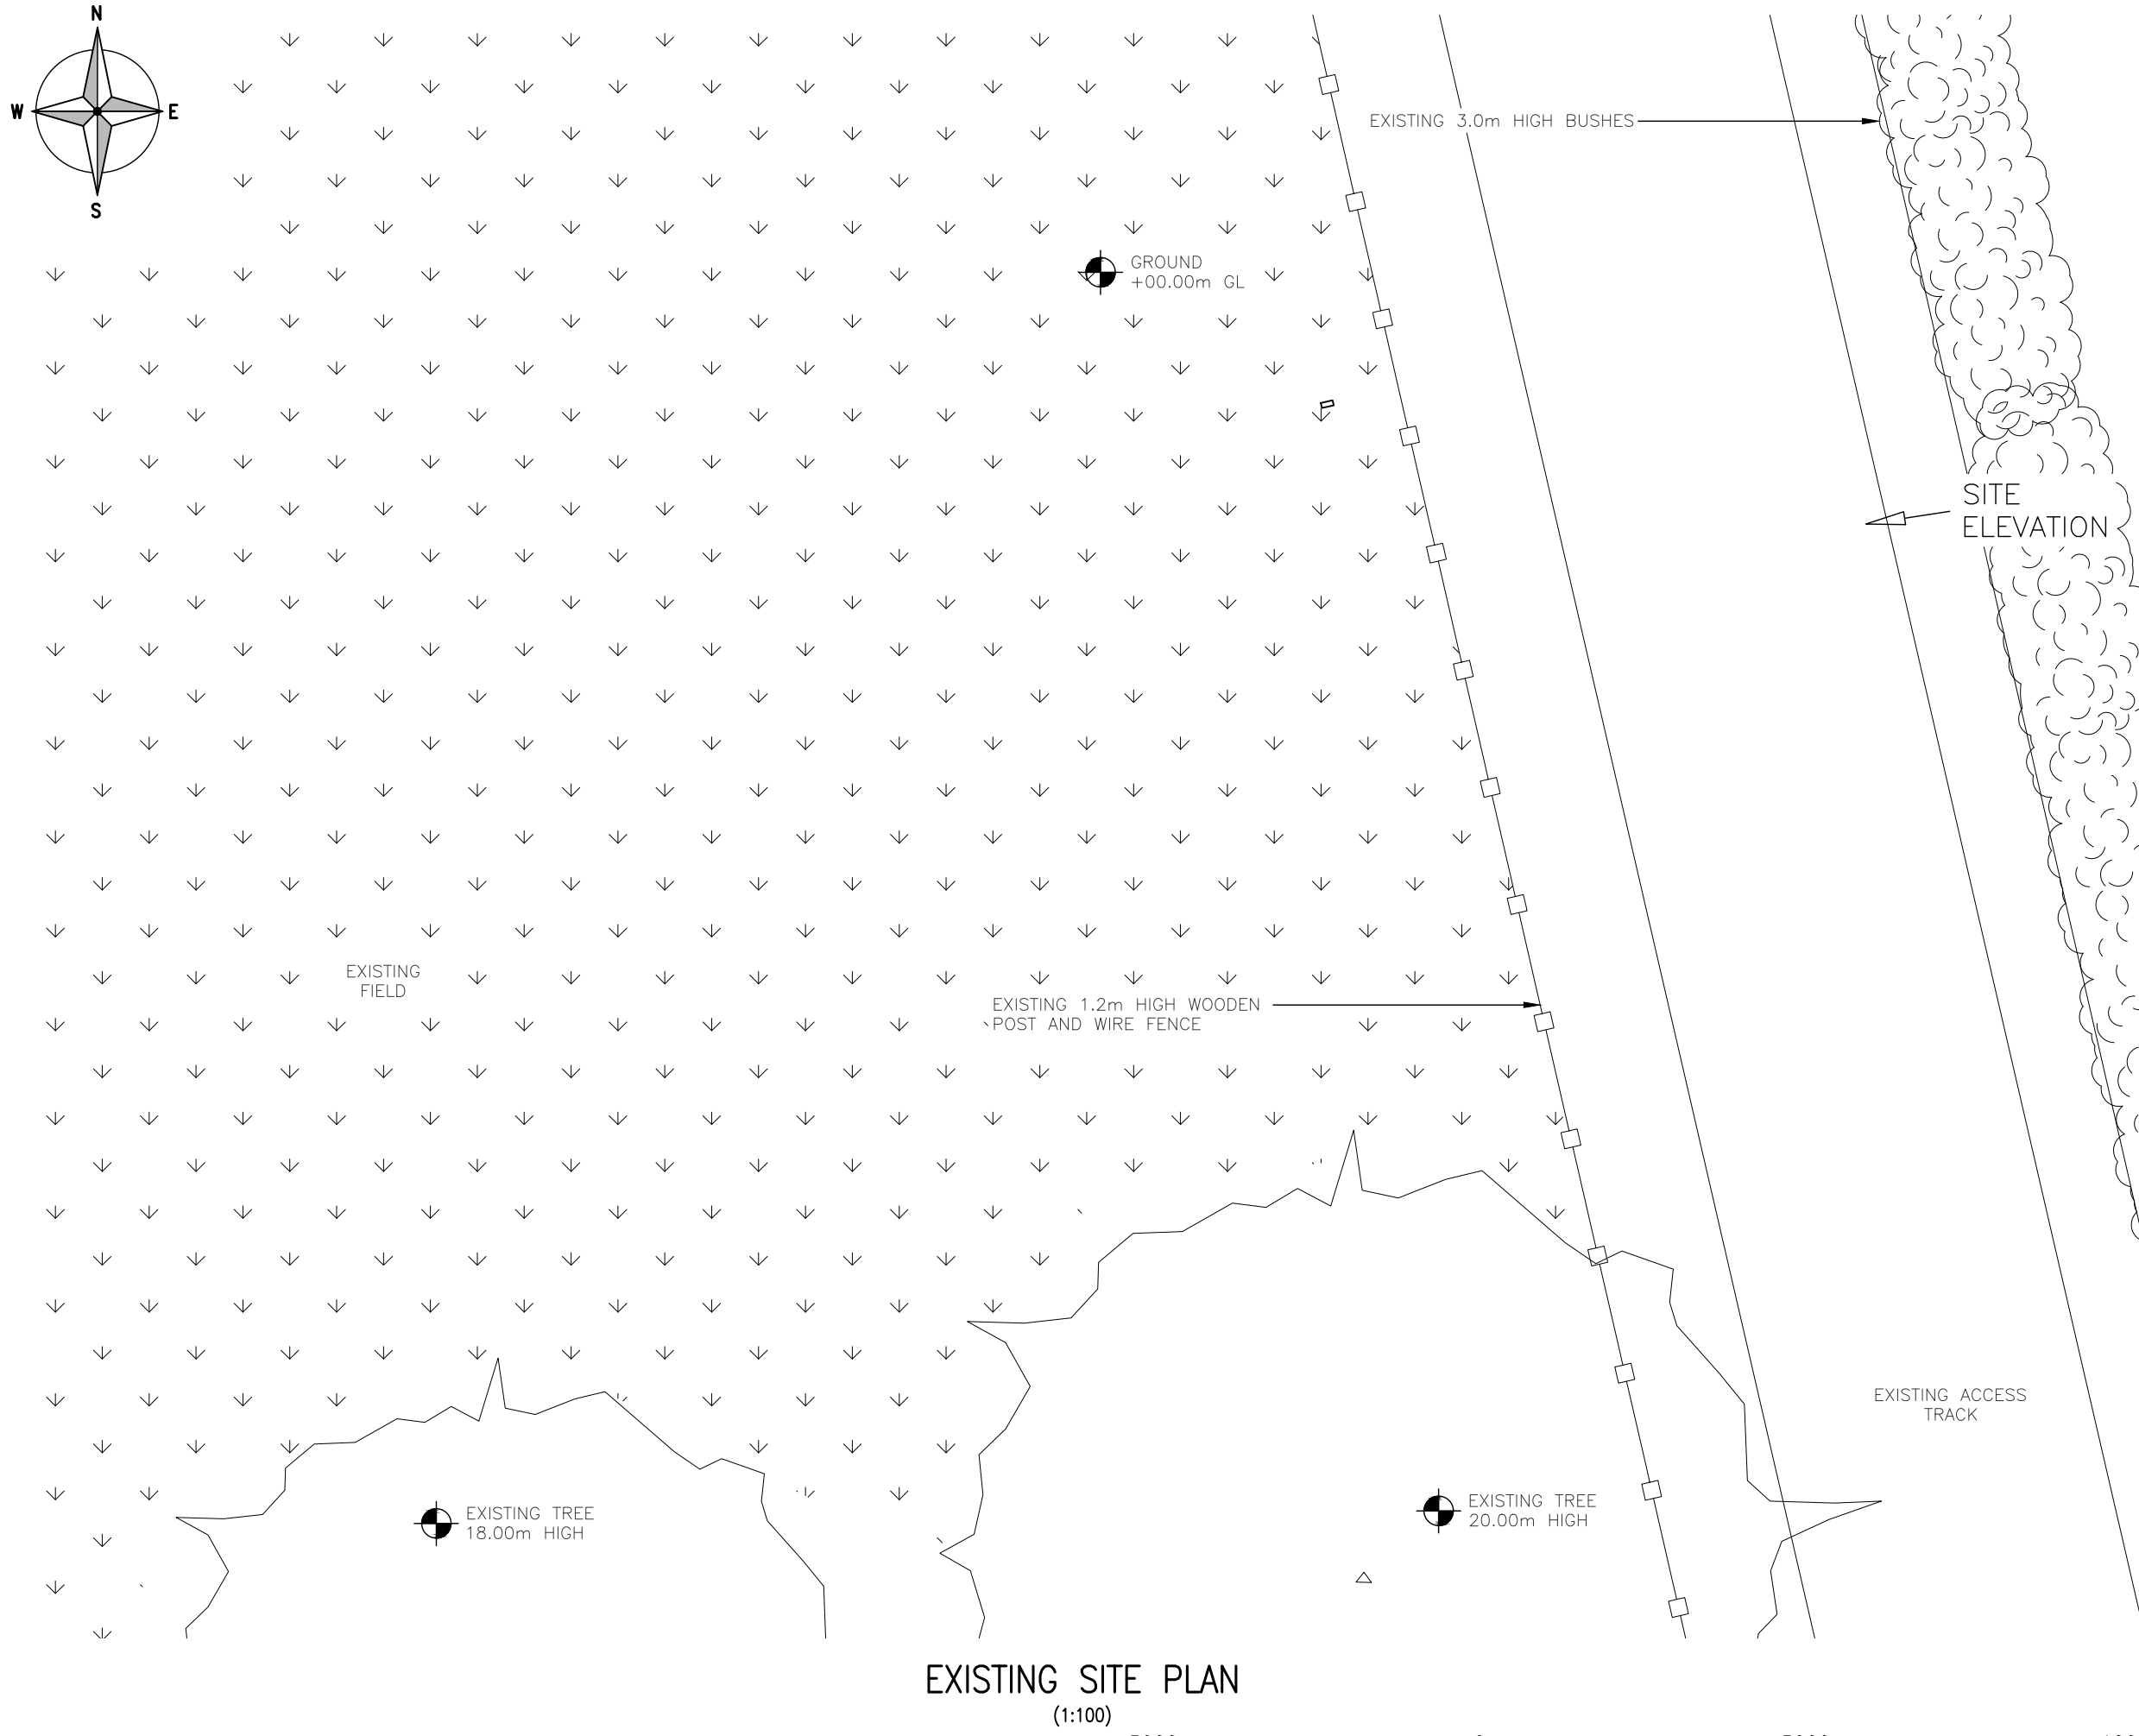 N
W
E
S
EXISTING 3.0m HIGH BUSHES
GROUND
+00.00m GL
SITE
ELEVATION
EXISTING
FIELD
EXISTING 1.2m HIGH WOODEN
POST AND WIRE FENCE
EXISTING ACCESS
TRACK
EXISTING TREE
18.00m HIGH
EXISTING TREE
20.00m HIGH
EXISTING SITE PLAN
(1:100)